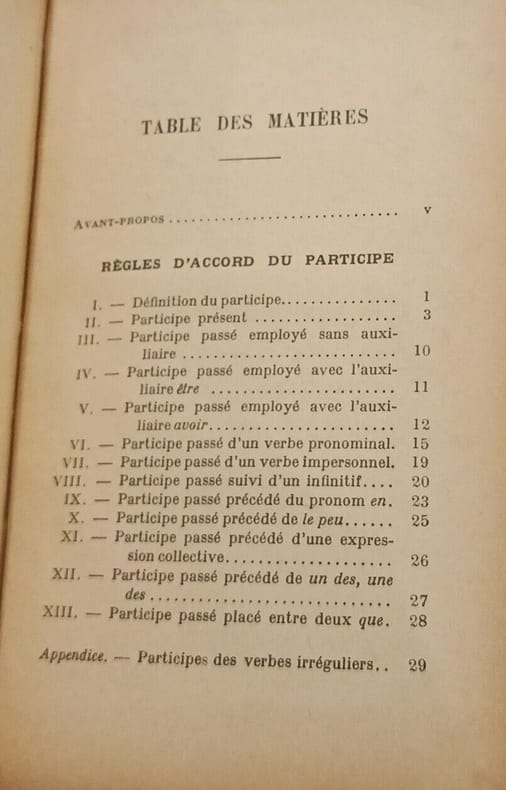 TABLE DES MATIÈRES
AVANT-PROPOS .............................. v
RÈGLES D'ACCORD DU PARTICIPE
I. — Définition du participe............... 1
II. — Participe présent .................. 3
III. — Participe passé employé sans auxi-
liaire ............................ 10
IV. — Participe passé employé avec l'auxi-
liaire être ........................ 11
V. — Participe passé employé avec l'auxi-
liaire avoir........................ 12
VI. — Participe passé d'un verbe pronominal. 15
VII. — Participe passé d'un verbe impersonnel. 19
VIII. — Participe passé suivi d'un infinitif.... 20
IX. — Participe passé précédé du pronom en. 23
X. — Participe passé précédé de le peu...... 25
XI. — Participe passé précédé d'une expres-
sion collective..................... 26
XII. — Participe passé précédé de un des, une
des ............................... 27
XIII. — Participe passé placé entre deux que. 28
Appendice. — Participes des verbes irréguliers.. 29